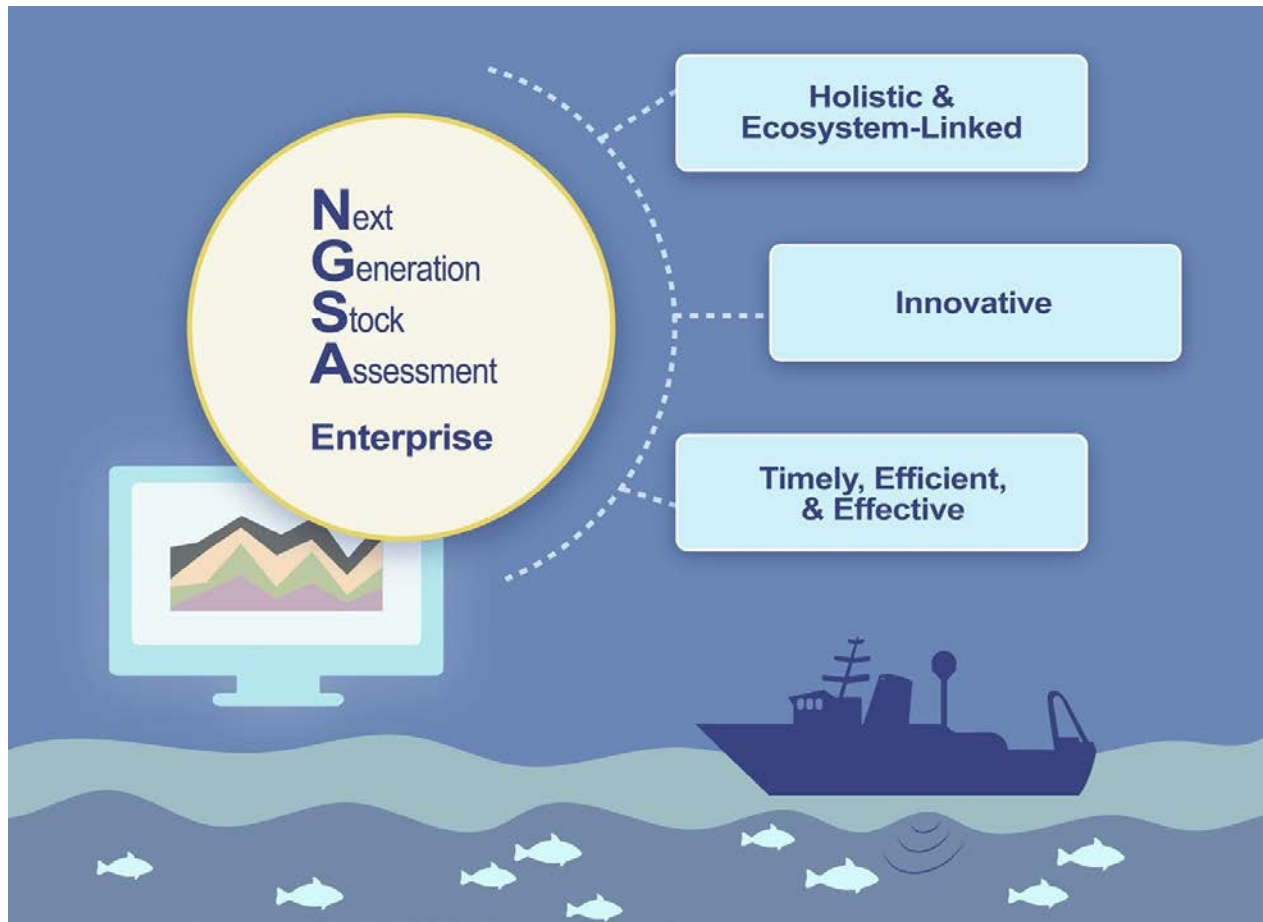 Next
Generation
Stock
Assessment
Enterprise
Holistic &
Ecosystem-Linked
Innovative
Timely, Efficient,
& Effective